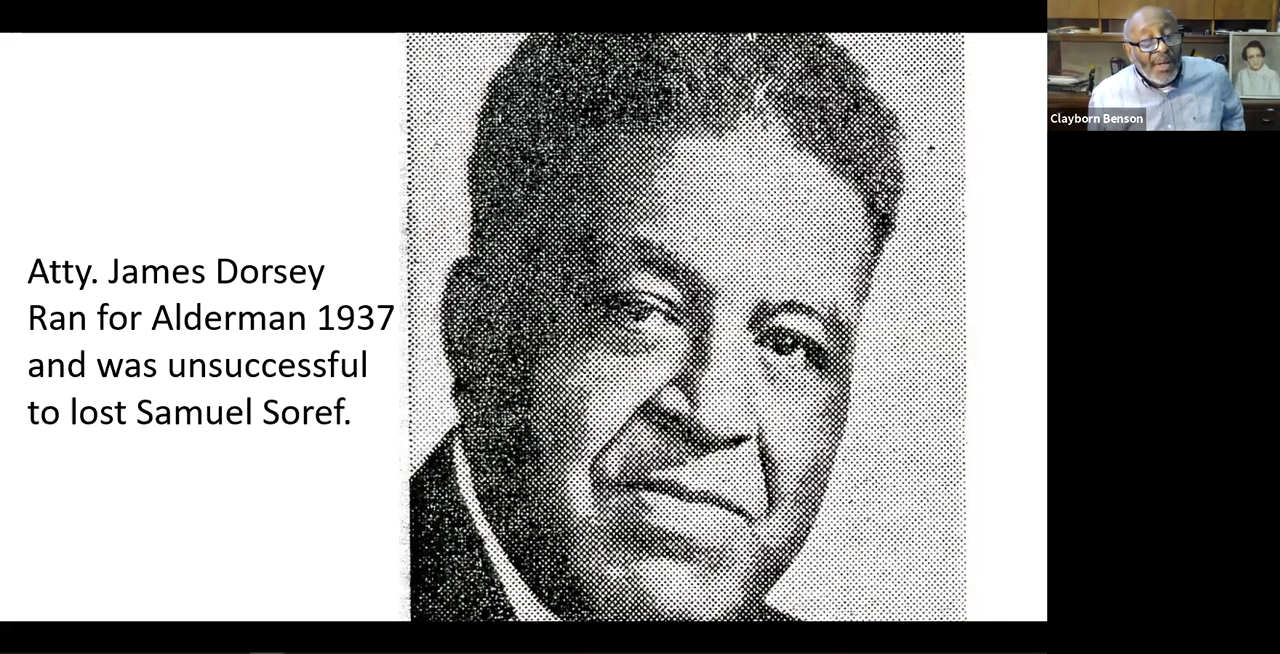 Atty. James Dorsey
Ran for Alderman 1937
and was unsuccessful
to lost Samuel Soref.
Clayborn Benson